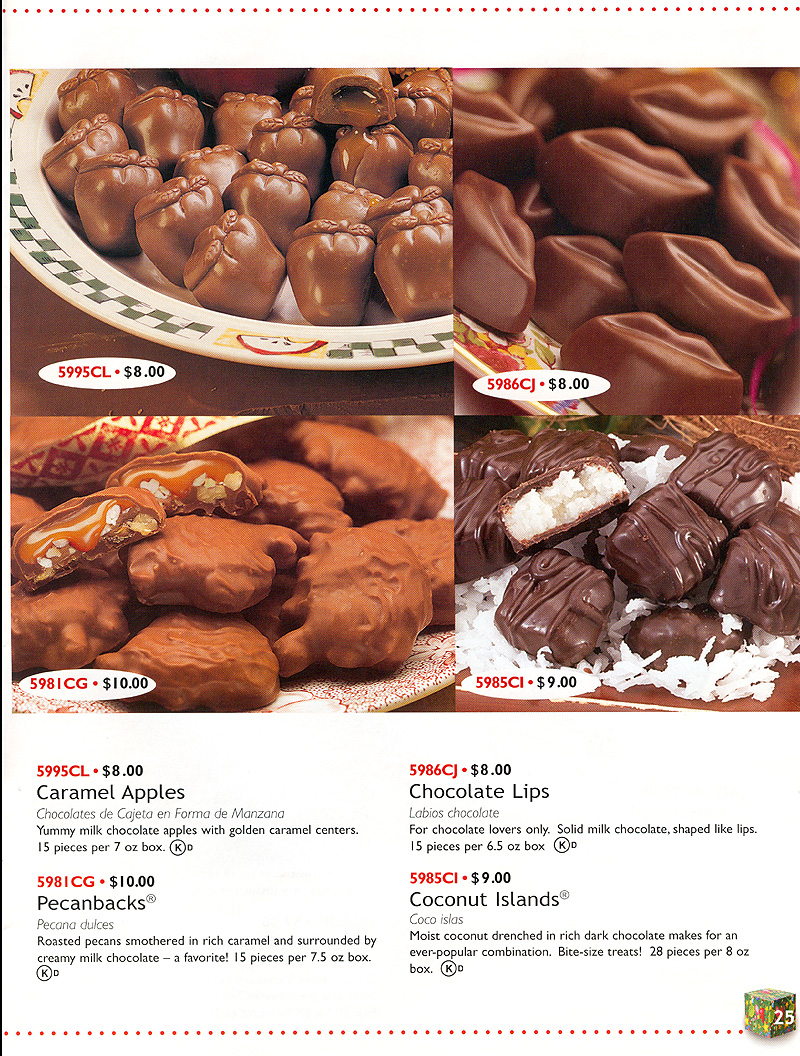 5995CL • $8.00
5986CJ • $8.00
5981CG • $10.00
5985CI • $9.00
5995CL • $8.00
Caramel Apples
Chocolates de Cajeta en Forma de Manzana
Yummy milk chocolate apples with golden caramel centers.
15 pieces per 7 oz box. K D
5981CG • $10.00
Pecanbacks®
Pecana dulces
Roasted pecans smothered in rich caramel and surrounded by
creamy milk chocolate – a favorite! 15 pieces per 7.5 oz box.
K D
5986CJ • $8.00
Chocolate Lips
Labios chocolate
For chocolate lovers only. Solid milk chocolate, shaped like lips.
15 pieces per 6.5 oz box K D
5985CI • $9.00
Coconut Islands®
Coco islas
Moist coconut drenched in rich dark chocolate makes for an
ever-popular combination. Bite-size treats! 28 pieces per 8 oz
box. K D
25